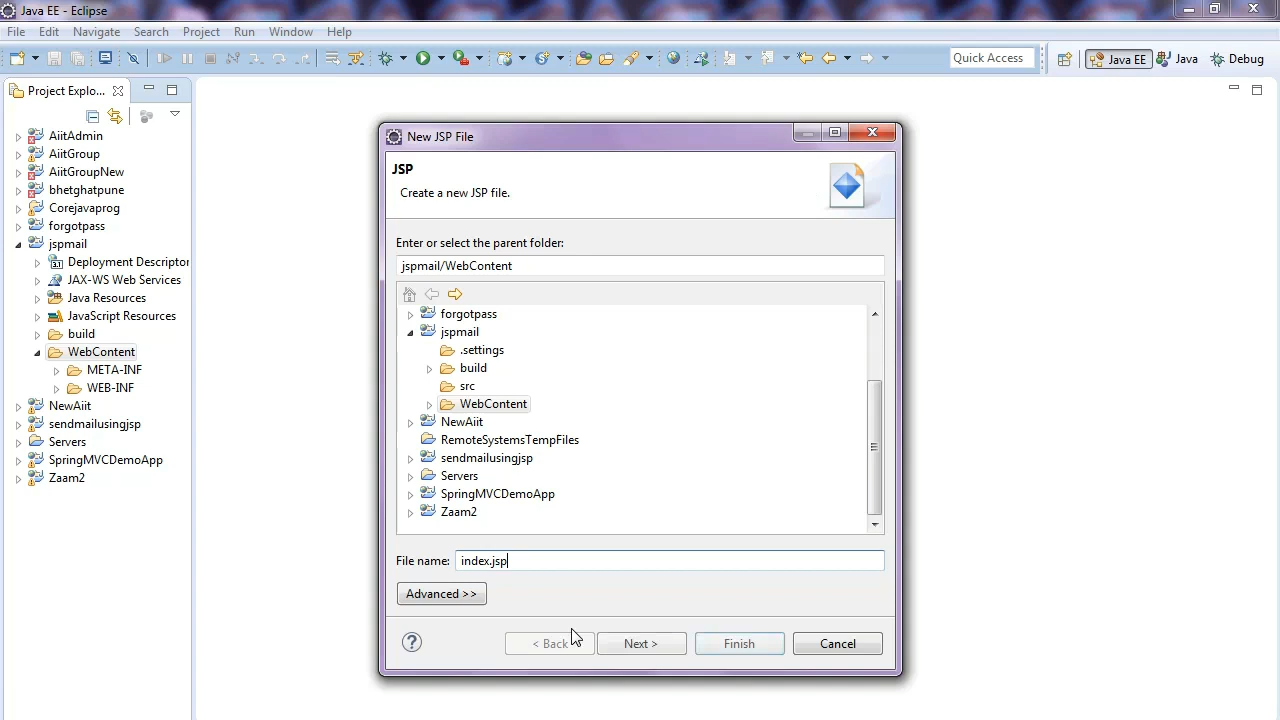 Java EE - Eclipse
File Edit Navigate Search Project Run Window Help
Quick Access
Java EE
Java
Debug
Project Explo...
AiitAdmin
AiitGroup
AiitGroupNew
bhetghatpune
Corejavaprog
forgotpass
jspmail
Deployment Descriptor
JAX-WS Web Services
Java Resources
JavaScript Resources
build
WebContent
META-INF
WEB-INF
NewAiit
sendmailusingjsp
Servers
SpringMVCDemoApp
Zaam2
New JSP File
JSP
Create a new JSP file.
Enter or select the parent folder:
jspmail/WebContent
forgotpass
jspmail
.settings
build
src
WebContent
NewAiit
RemoteSystemsTempFiles
sendmailusingjsp
Servers
SpringMVCDemoApp
Zaam2
File name: index.jsp
Advanced >>
< Back Next > Finish Cancel